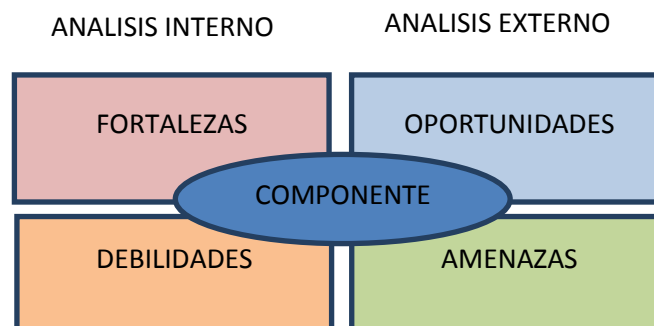 ANALISIS INTERNO
ANALISIS EXTERNO
FORTALEZAS
OPORTUNIDADES
COMPONENTE
DEBILIDADES
AMENAZAS